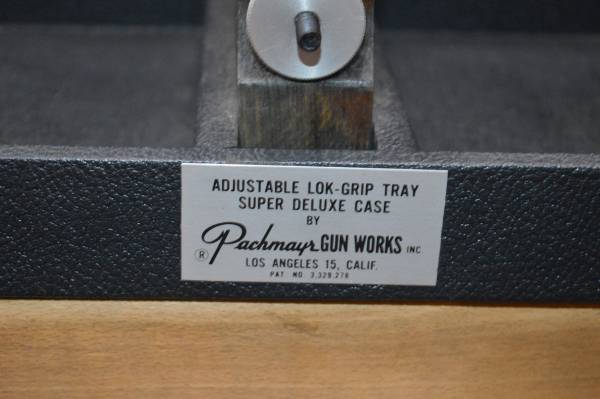 ADJUSTABLE LOK-GRIP TRAY
SUPER DELUXE CASE
BY
® Pachmayr GUN WORKS INC
LOS ANGELES 15, CALIF.
PAT. NO. 3,329,278